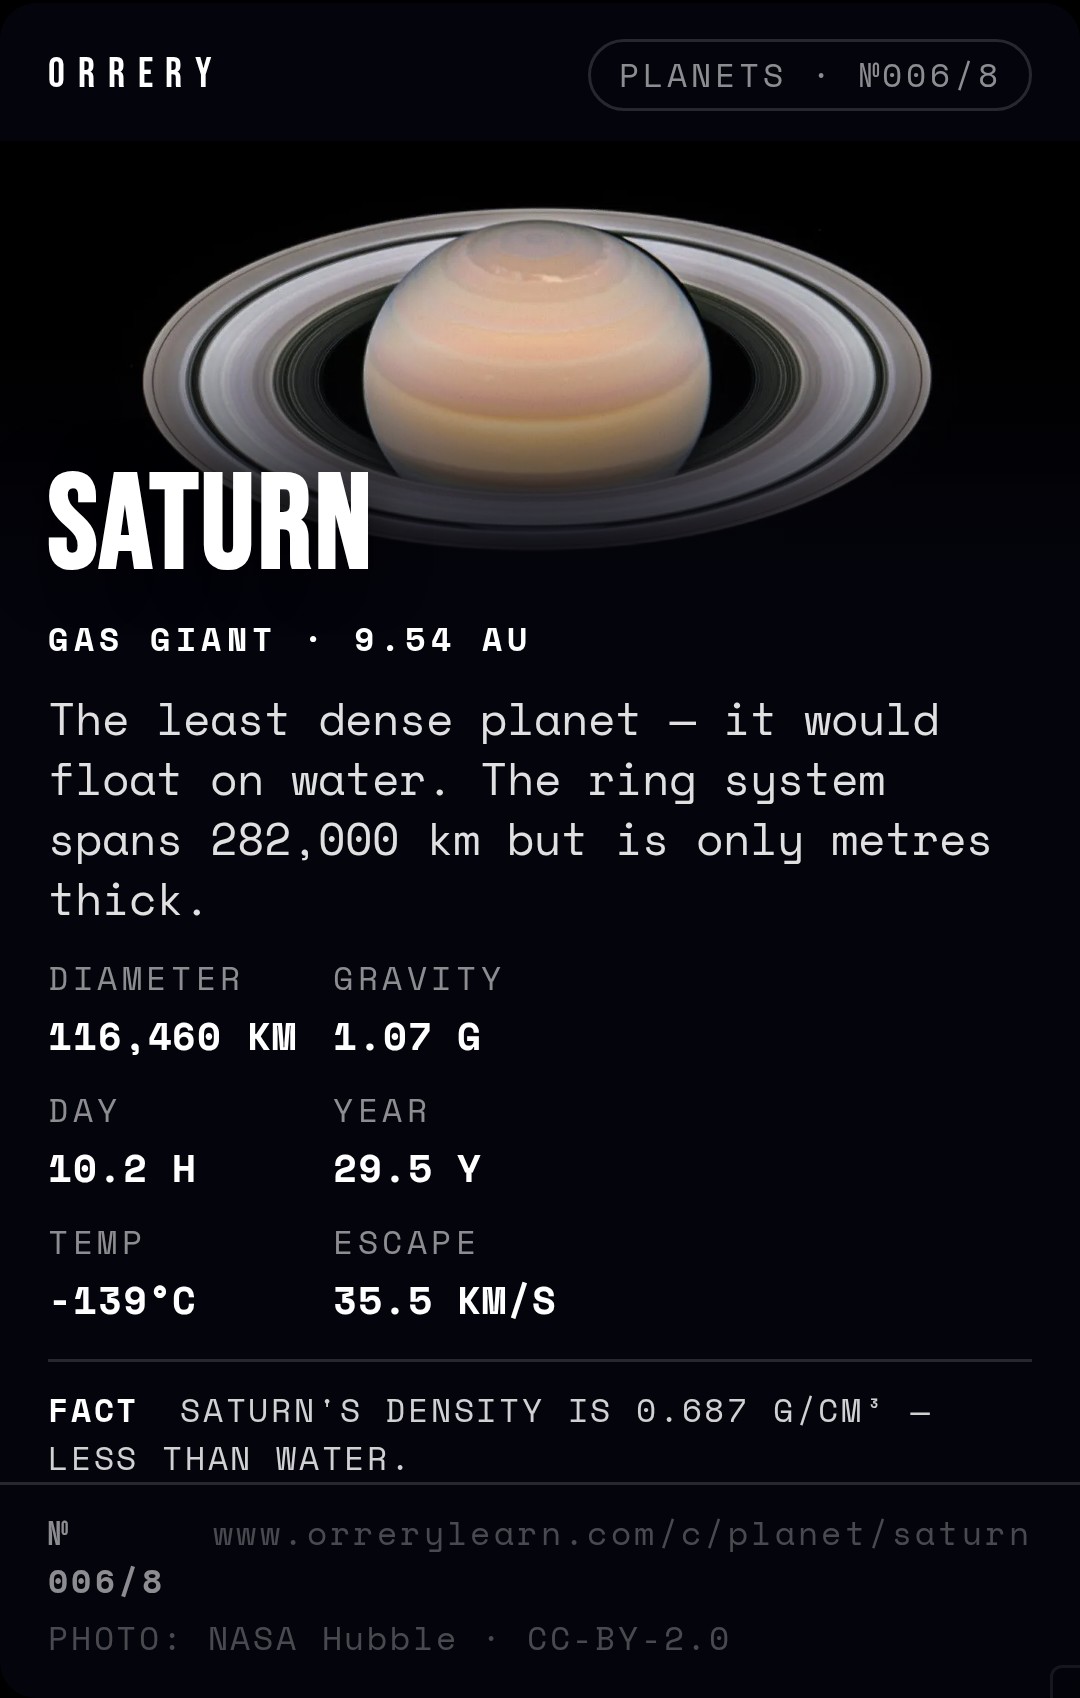 ORRERY
PLANETS · №006/8
SATURN
GAS GIANT · 9.54 AU
The least dense planet — it would
float on water. The ring system
spans 282,000 km but is only metres
thick.
DIAMETER GRAVITY
116,460 KM 1.07 G
DAY YEAR
10.2 H 29.5 Y
TEMP ESCAPE
-139°C 35.5 KM/S
FACT SATURN'S DENSITY IS 0.687 G/CM³ —
LESS THAN WATER.
№ www.orrerylearn.com/c/planet/saturn
006/8
PHOTO: NASA Hubble · CC-BY-2.0